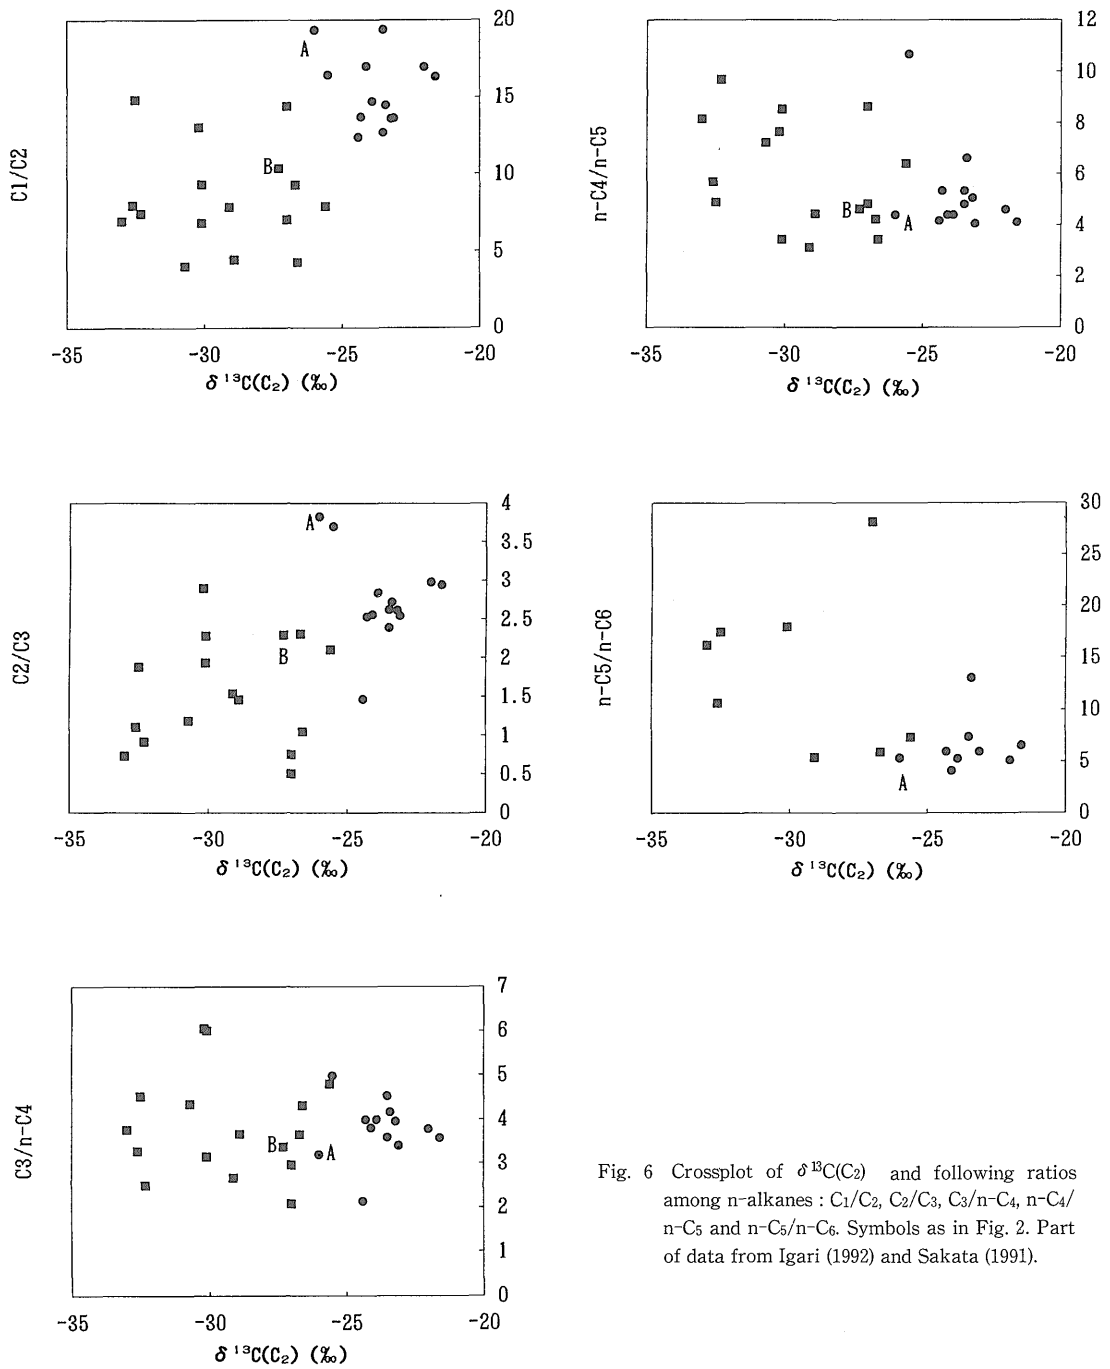 20
15
10
5
0
A
B
C1/C2
-35 -30 -25 -20
δ ¹³C(C₂) (‰)
12
10
8
6
4
2
0
B
A
n-C4/n-C5
-35 -30 -25 -20
δ ¹³C(C₂) (‰)
4
3.5
3
2.5
2
1.5
1
0.5
0
A
B
C2/C3
-35 -30 -25 -20
δ ¹³C(C₂) (‰)
30
25
20
15
10
5
0
A
n-C5/n-C6
-35 -30 -25 -20
δ ¹³C(C₂) (‰)
7
6
5
4
3
2
1
0
B
A
C3/n-C4
-35 -30 -25 -20
δ ¹³C(C₂) (‰)
Fig. 6 Crossplot of δ¹³C(C₂) and following ratios
among n-alkanes : C₁/C₂, C₂/C₃, C₃/n-C₄, n-C₄/
n-C₅ and n-C₅/n-C₆. Symbols as in Fig. 2. Part
of data from Igari (1992) and Sakata (1991).